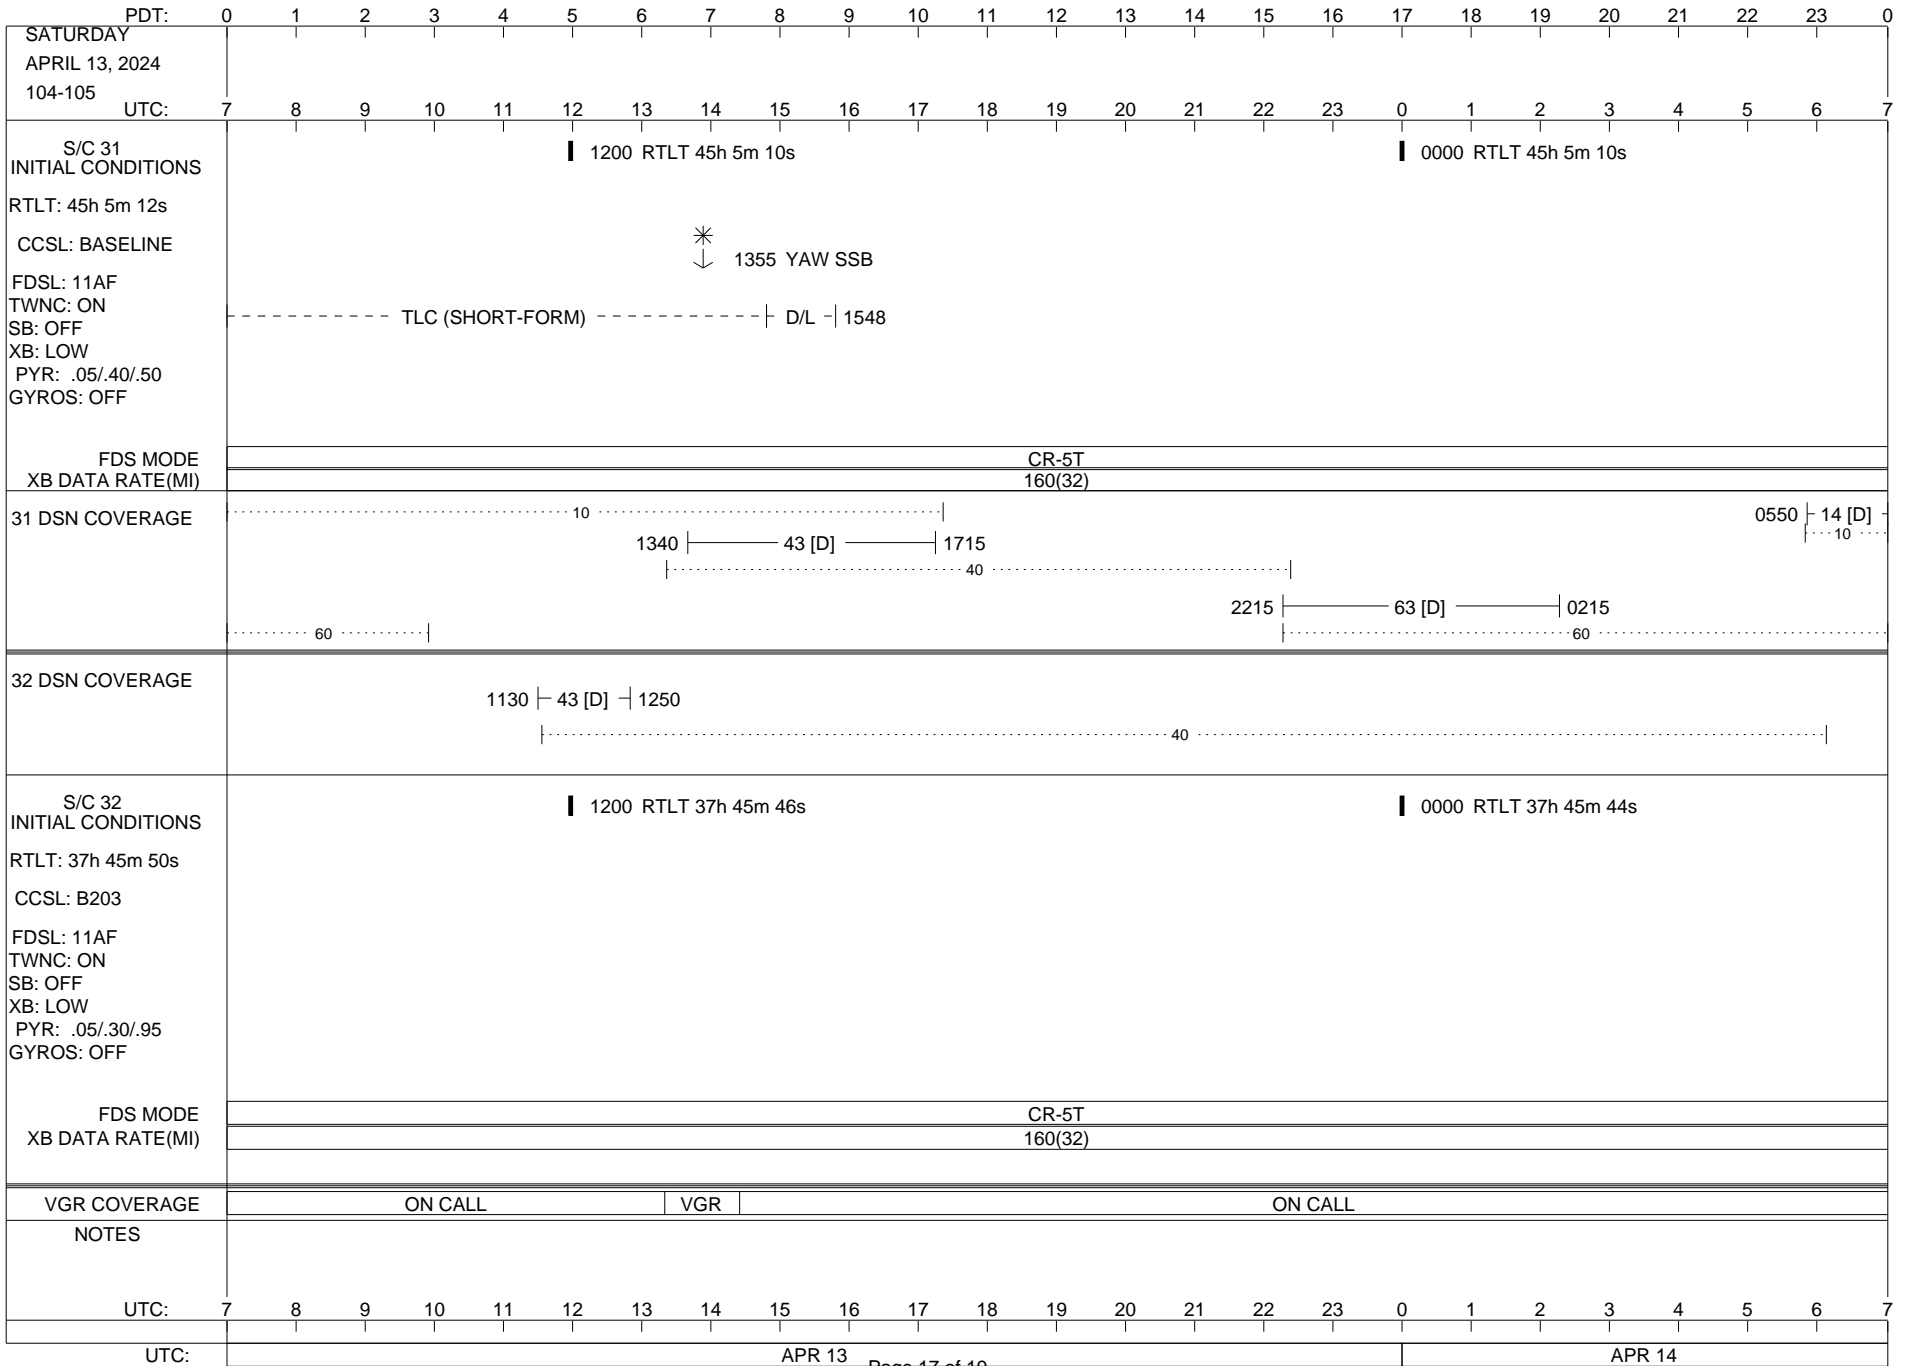 PDT: 0 1 2 3 4 5 6 7 8 9 10 11 12 13 14 15 16 17 18 19 20 21 22 23 0
SATURDAY
APRIL 13, 2024
104-105
UTC: 7 8 9 10 11 12 13 14 15 16 17 18 19 20 21 22 23 0 1 2 3 4 5 6 7
S/C 31
INITIAL CONDITIONS
1200 RTLT 45h 5m 10s
0000 RTLT 45h 5m 10s
RTLT: 45h 5m 12s
CCSL: BASELINE
1355 YAW SSB
FDSL: 11AF
TWNC: ON
TLC (SHORT-FORM) D/L 1548
SB: OFF
XB: LOW
PYR: .05/.40/.50
GYROS: OFF
FDS MODE CR-5T
XB DATA RATE(MI) 160(32)
31 DSN COVERAGE
10
0550 14 [D]
10
1340 43 [D] 1715
40
2215 63 [D] 0215
60 60
32 DSN COVERAGE
1130 43 [D] 1250
40
S/C 32
INITIAL CONDITIONS
1200 RTLT 37h 45m 46s
0000 RTLT 37h 45m 44s
RTLT: 37h 45m 50s
CCSL: B203
FDSL: 11AF
TWNC: ON
SB: OFF
XB: LOW
PYR: .05/.30/.95
GYROS: OFF
FDS MODE CR-5T
XB DATA RATE(MI) 160(32)
VGR COVERAGE ON CALL VGR ON CALL
NOTES
UTC: 7 8 9 10 11 12 13 14 15 16 17 18 19 20 21 22 23 0 1 2 3 4 5 6 7
UTC: APR 13 APR 14
Page 17 of 19